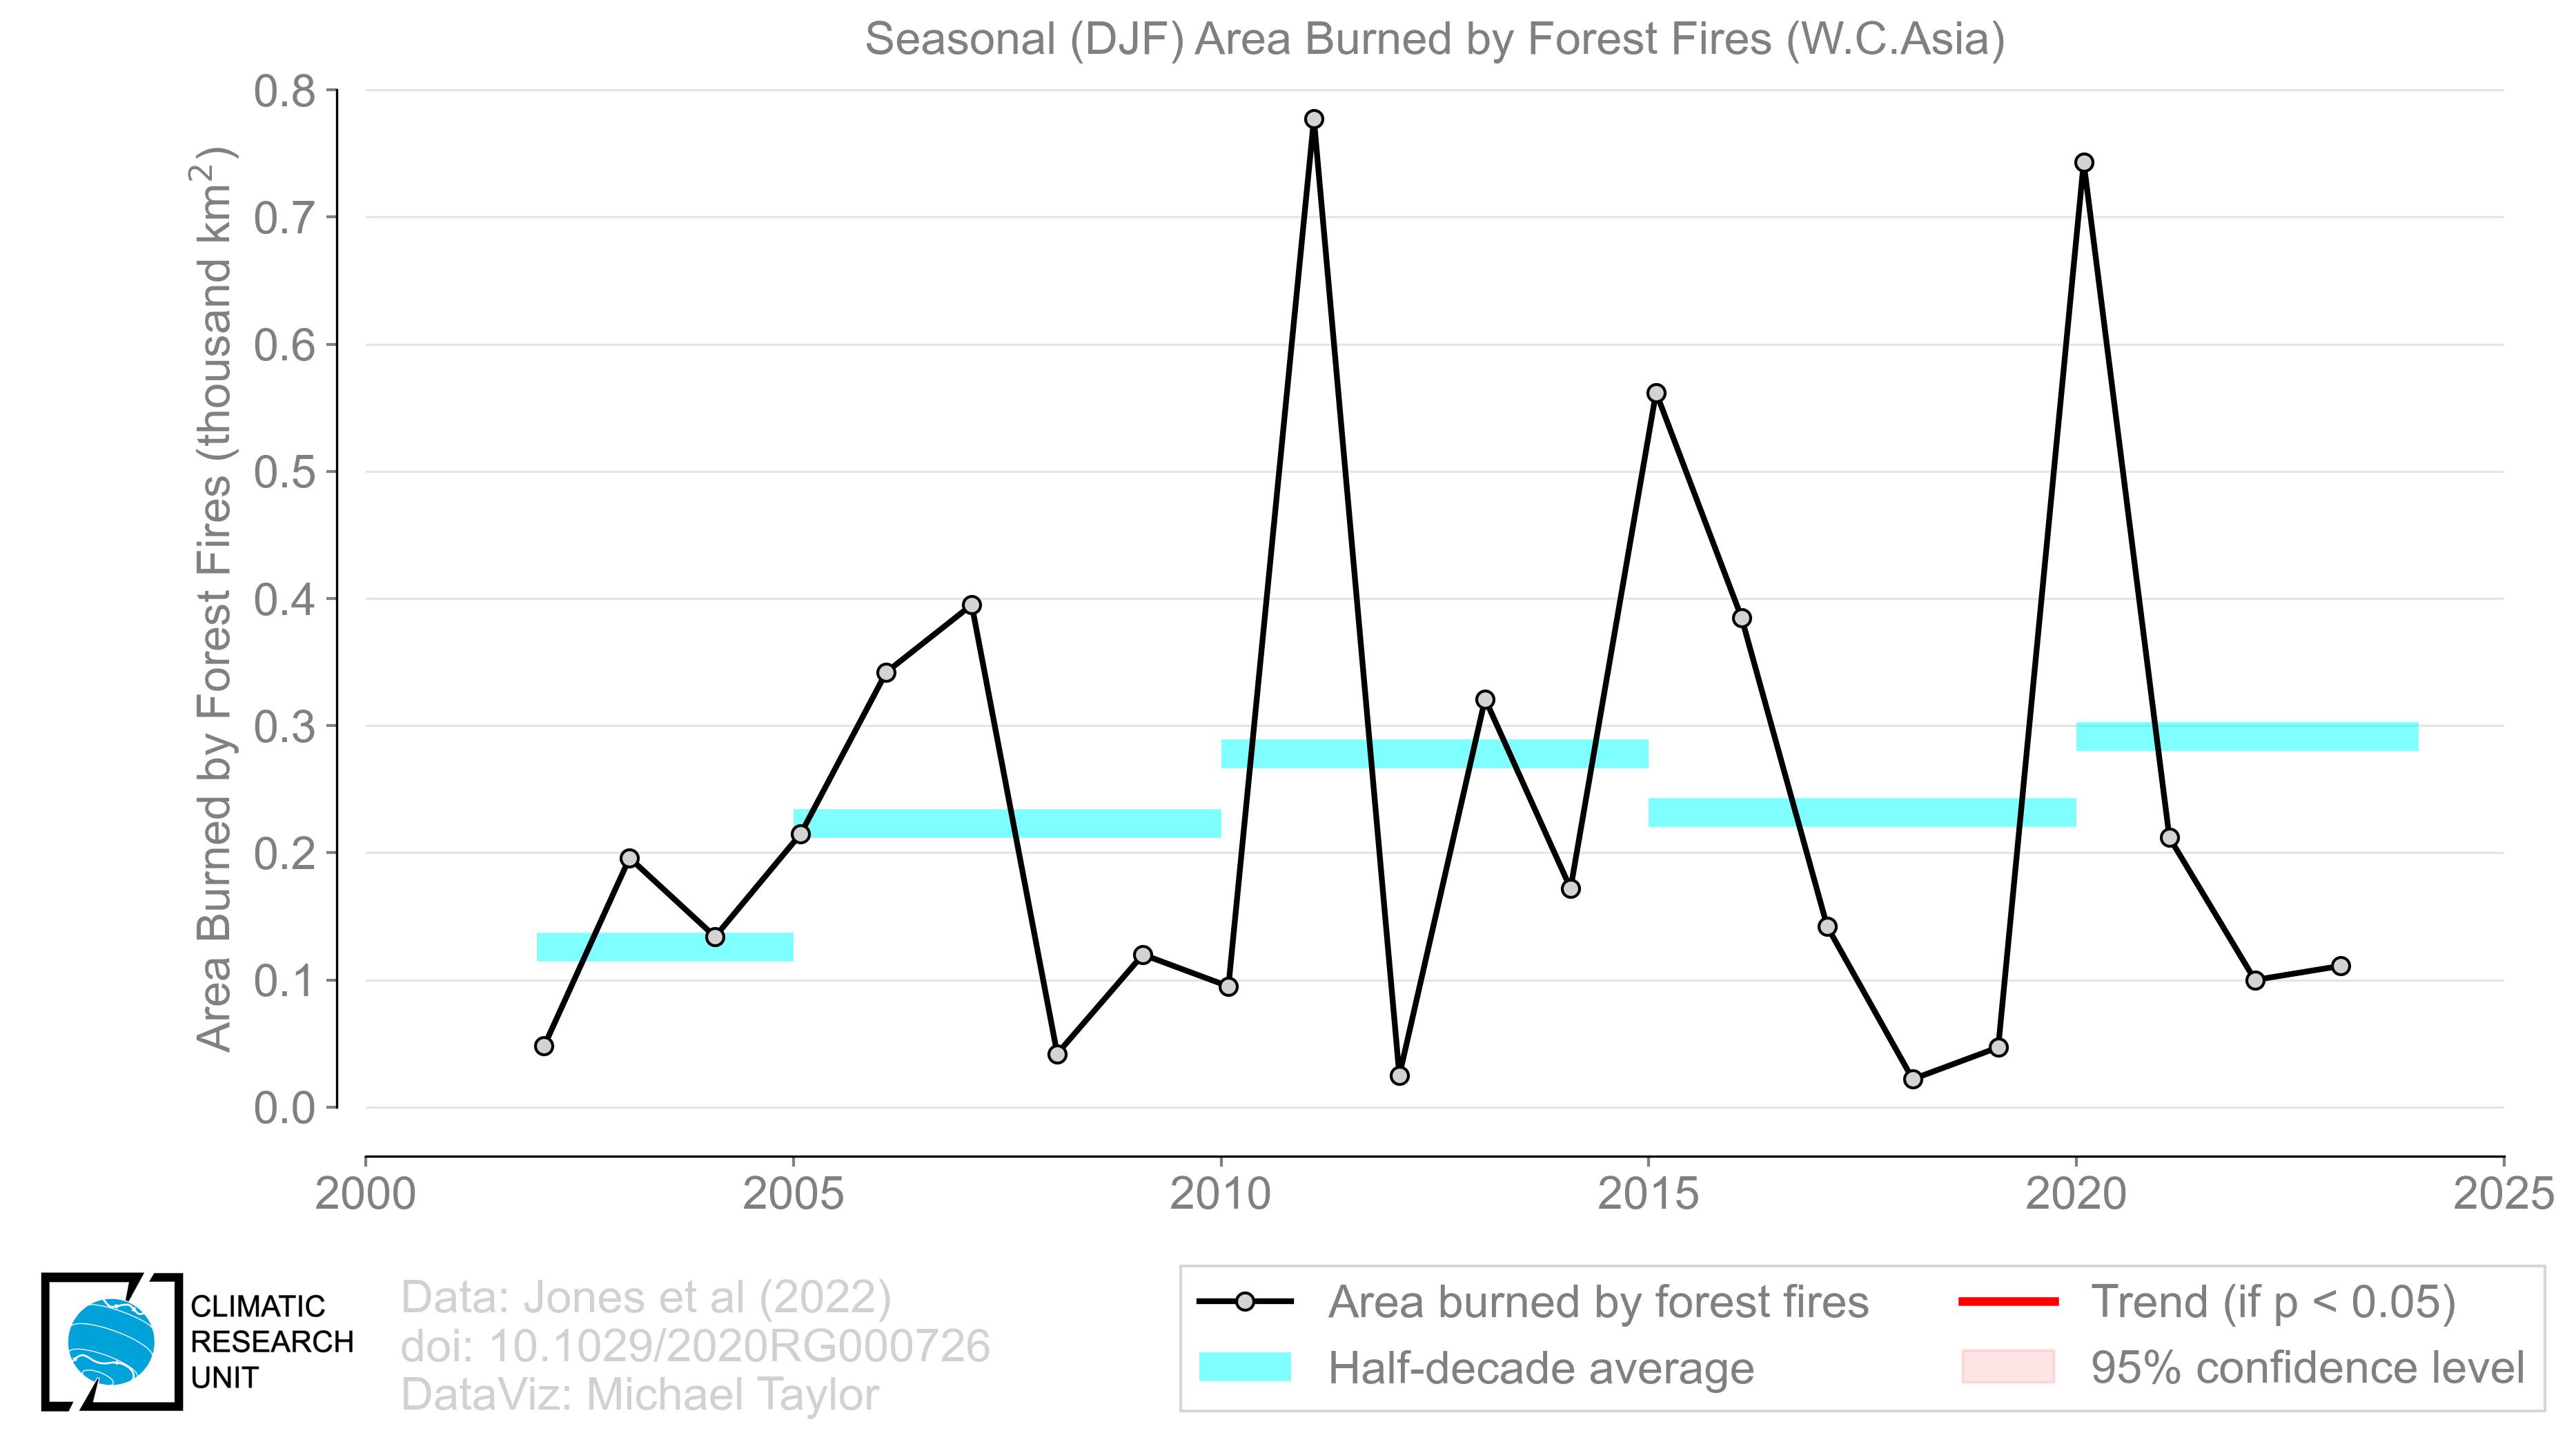 Seasonal (DJF) Area Burned by Forest Fires (W.C.Asia)
Area Burned by Forest Fires (thousand km²)
0.8
0.7
0.6
0.5
0.4
0.3
0.2
0.1
0.0
2000 2005 2010 2015 2020 2025
CLIMATIC
RESEARCH
UNIT
Data: Jones et al (2022)
doi: 10.1029/2020RG000726
DataViz: Michael Taylor
Area burned by forest fires
Half-decade average
Trend (if p < 0.05)
95% confidence level